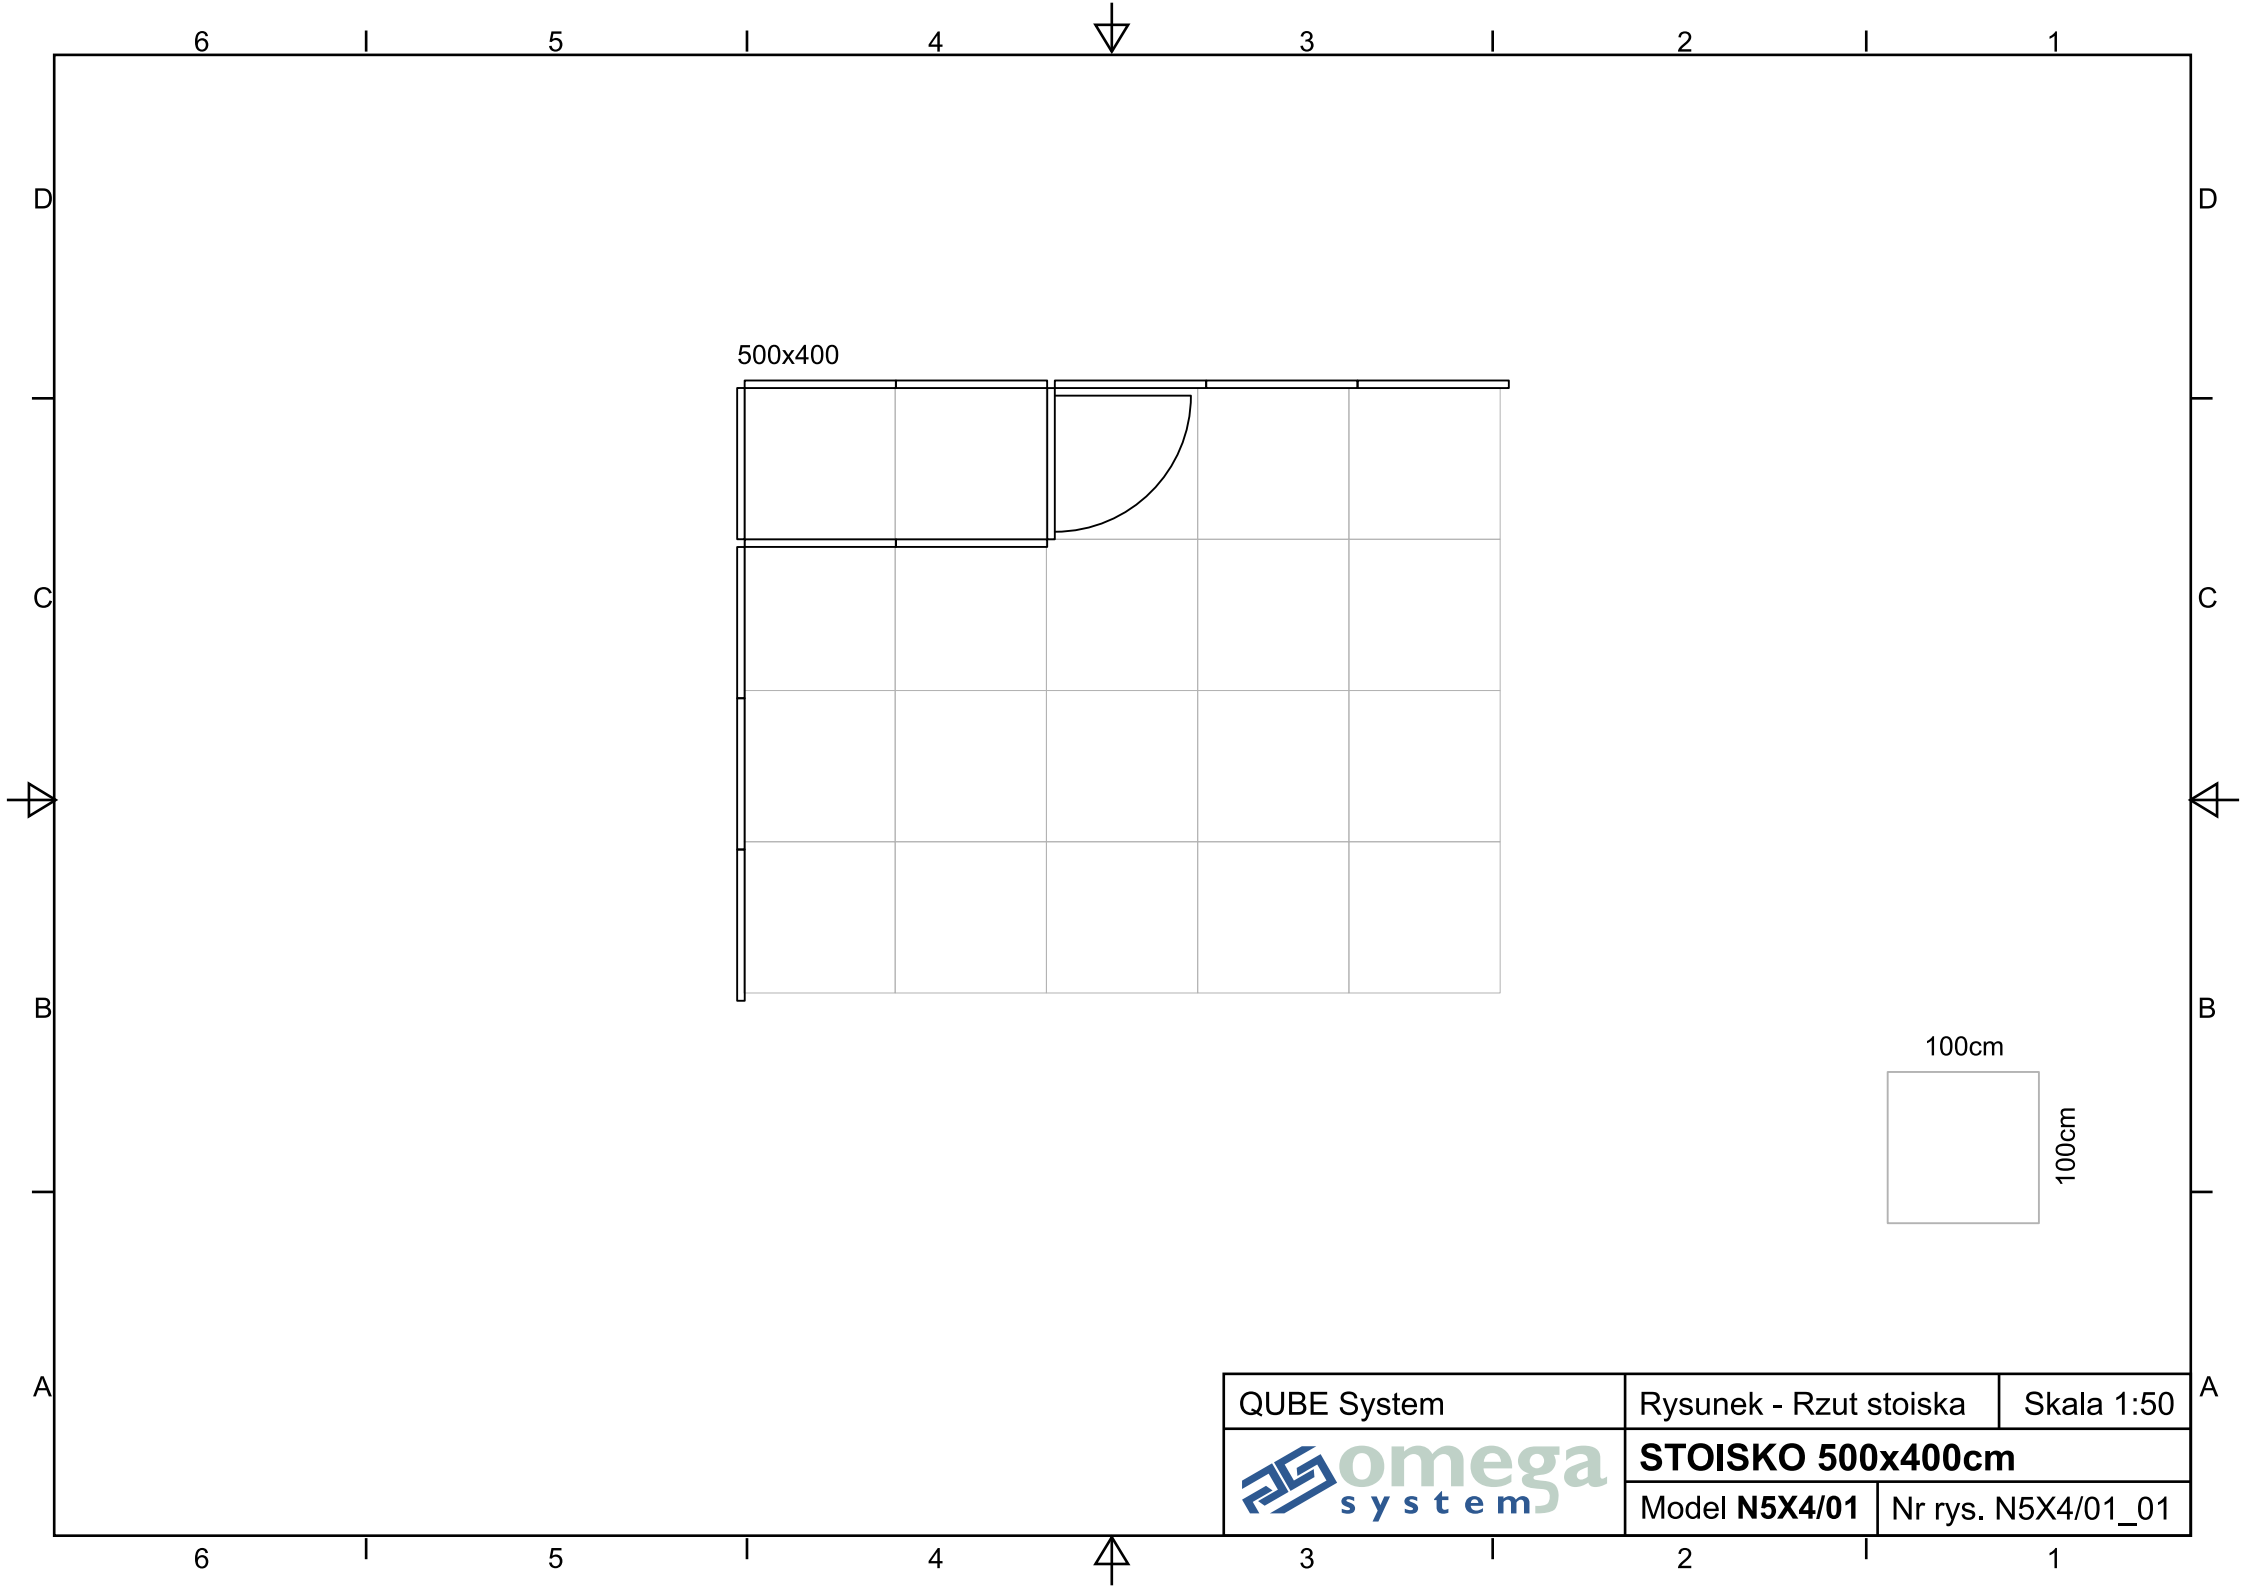 6 5 4 3 2 1
D D
500x400
C C
B B
100cm
100cm
A A
QUBE System
Rysunek - Rzut stoiska
Skala 1:50
omega
system
STOISKO 500x400cm
Model N5X4/01
Nr rys. N5X4/01_01
6 5 4 3 2 1